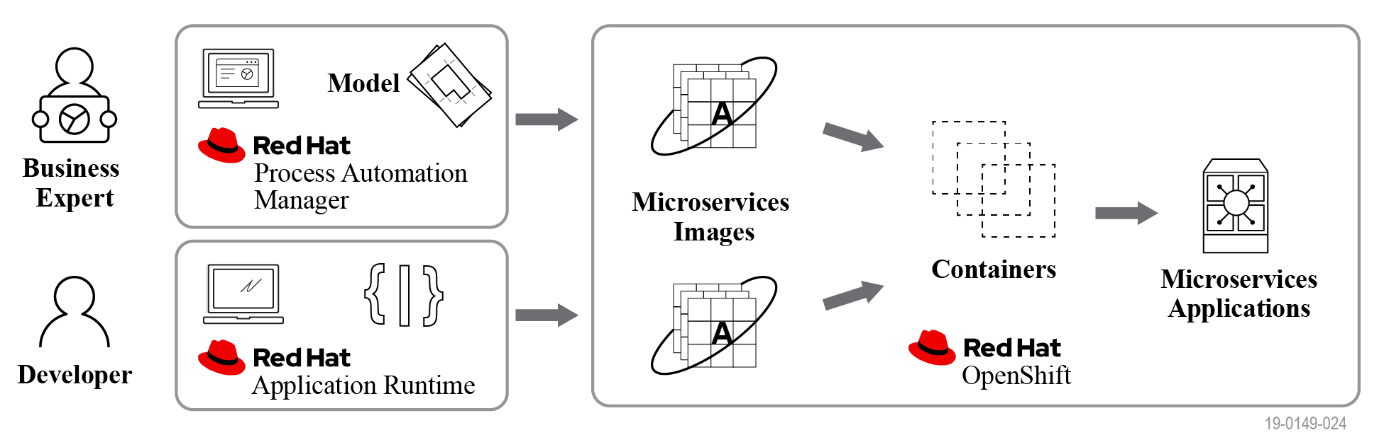 Business
Expert
Model
Red Hat
Process Automation
Manager
Developer
{|}
Red Hat
Application Runtime
A
Microservices
Images
A
Containers
Red Hat
OpenShift
Microservices
Applications
19-0149-024